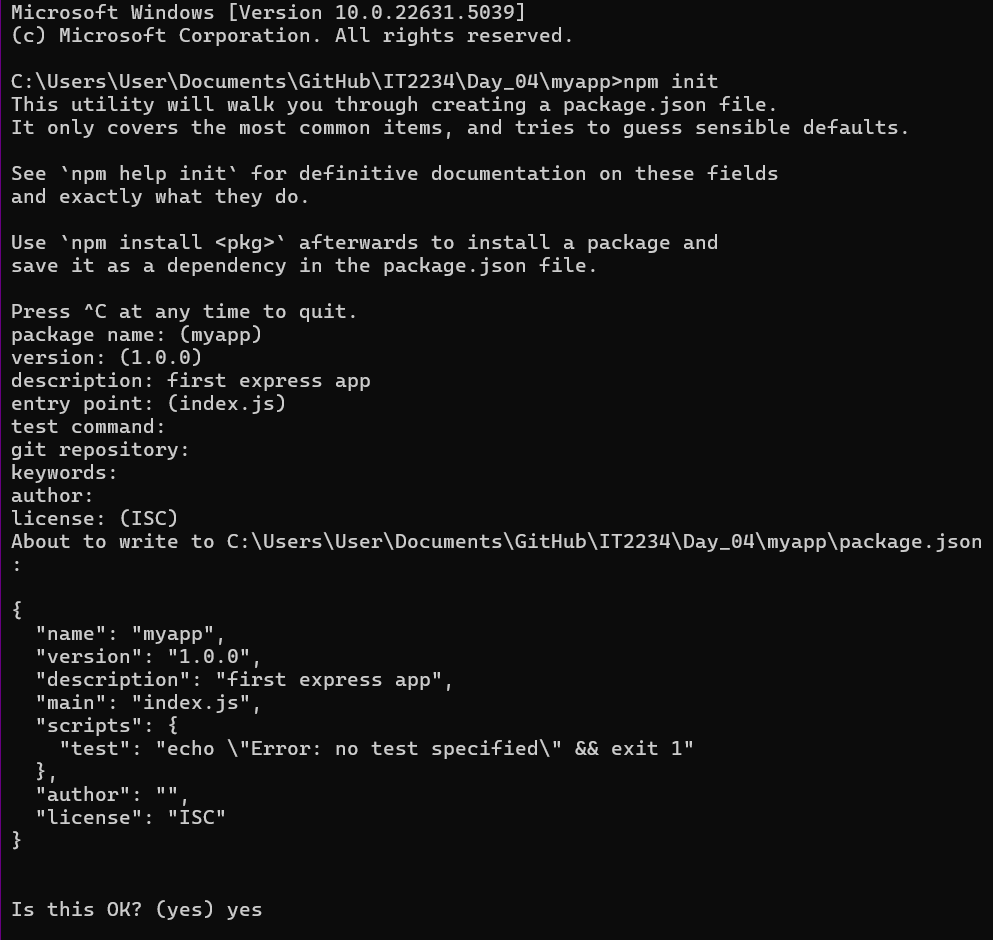 Microsoft Windows [Version 10.0.22631.5039]
(c) Microsoft Corporation. All rights reserved.
C:\Users\User\Documents\GitHub\IT2234\Day_04\myapp>npm init
This utility will walk you through creating a package.json file.
It only covers the most common items, and tries to guess sensible defaults.
See `npm help init` for definitive documentation on these fields
and exactly what they do.
Use `npm install <pkg>` afterwards to install a package and
save it as a dependency in the package.json file.
Press ^C at any time to quit.
package name: (myapp)
version: (1.0.0)
description: first express app
entry point: (index.js)
test command:
git repository:
keywords:
author:
license: (ISC)
About to write to C:\Users\User\Documents\GitHub\IT2234\Day_04\myapp\package.json
:
{
  "name": "myapp",
  "version": "1.0.0",
  "description": "first express app",
  "main": "index.js",
  "scripts": {
    "test": "echo \"Error: no test specified\" && exit 1"
  },
  "author": "",
  "license": "ISC"
}
Is this OK? (yes) yes